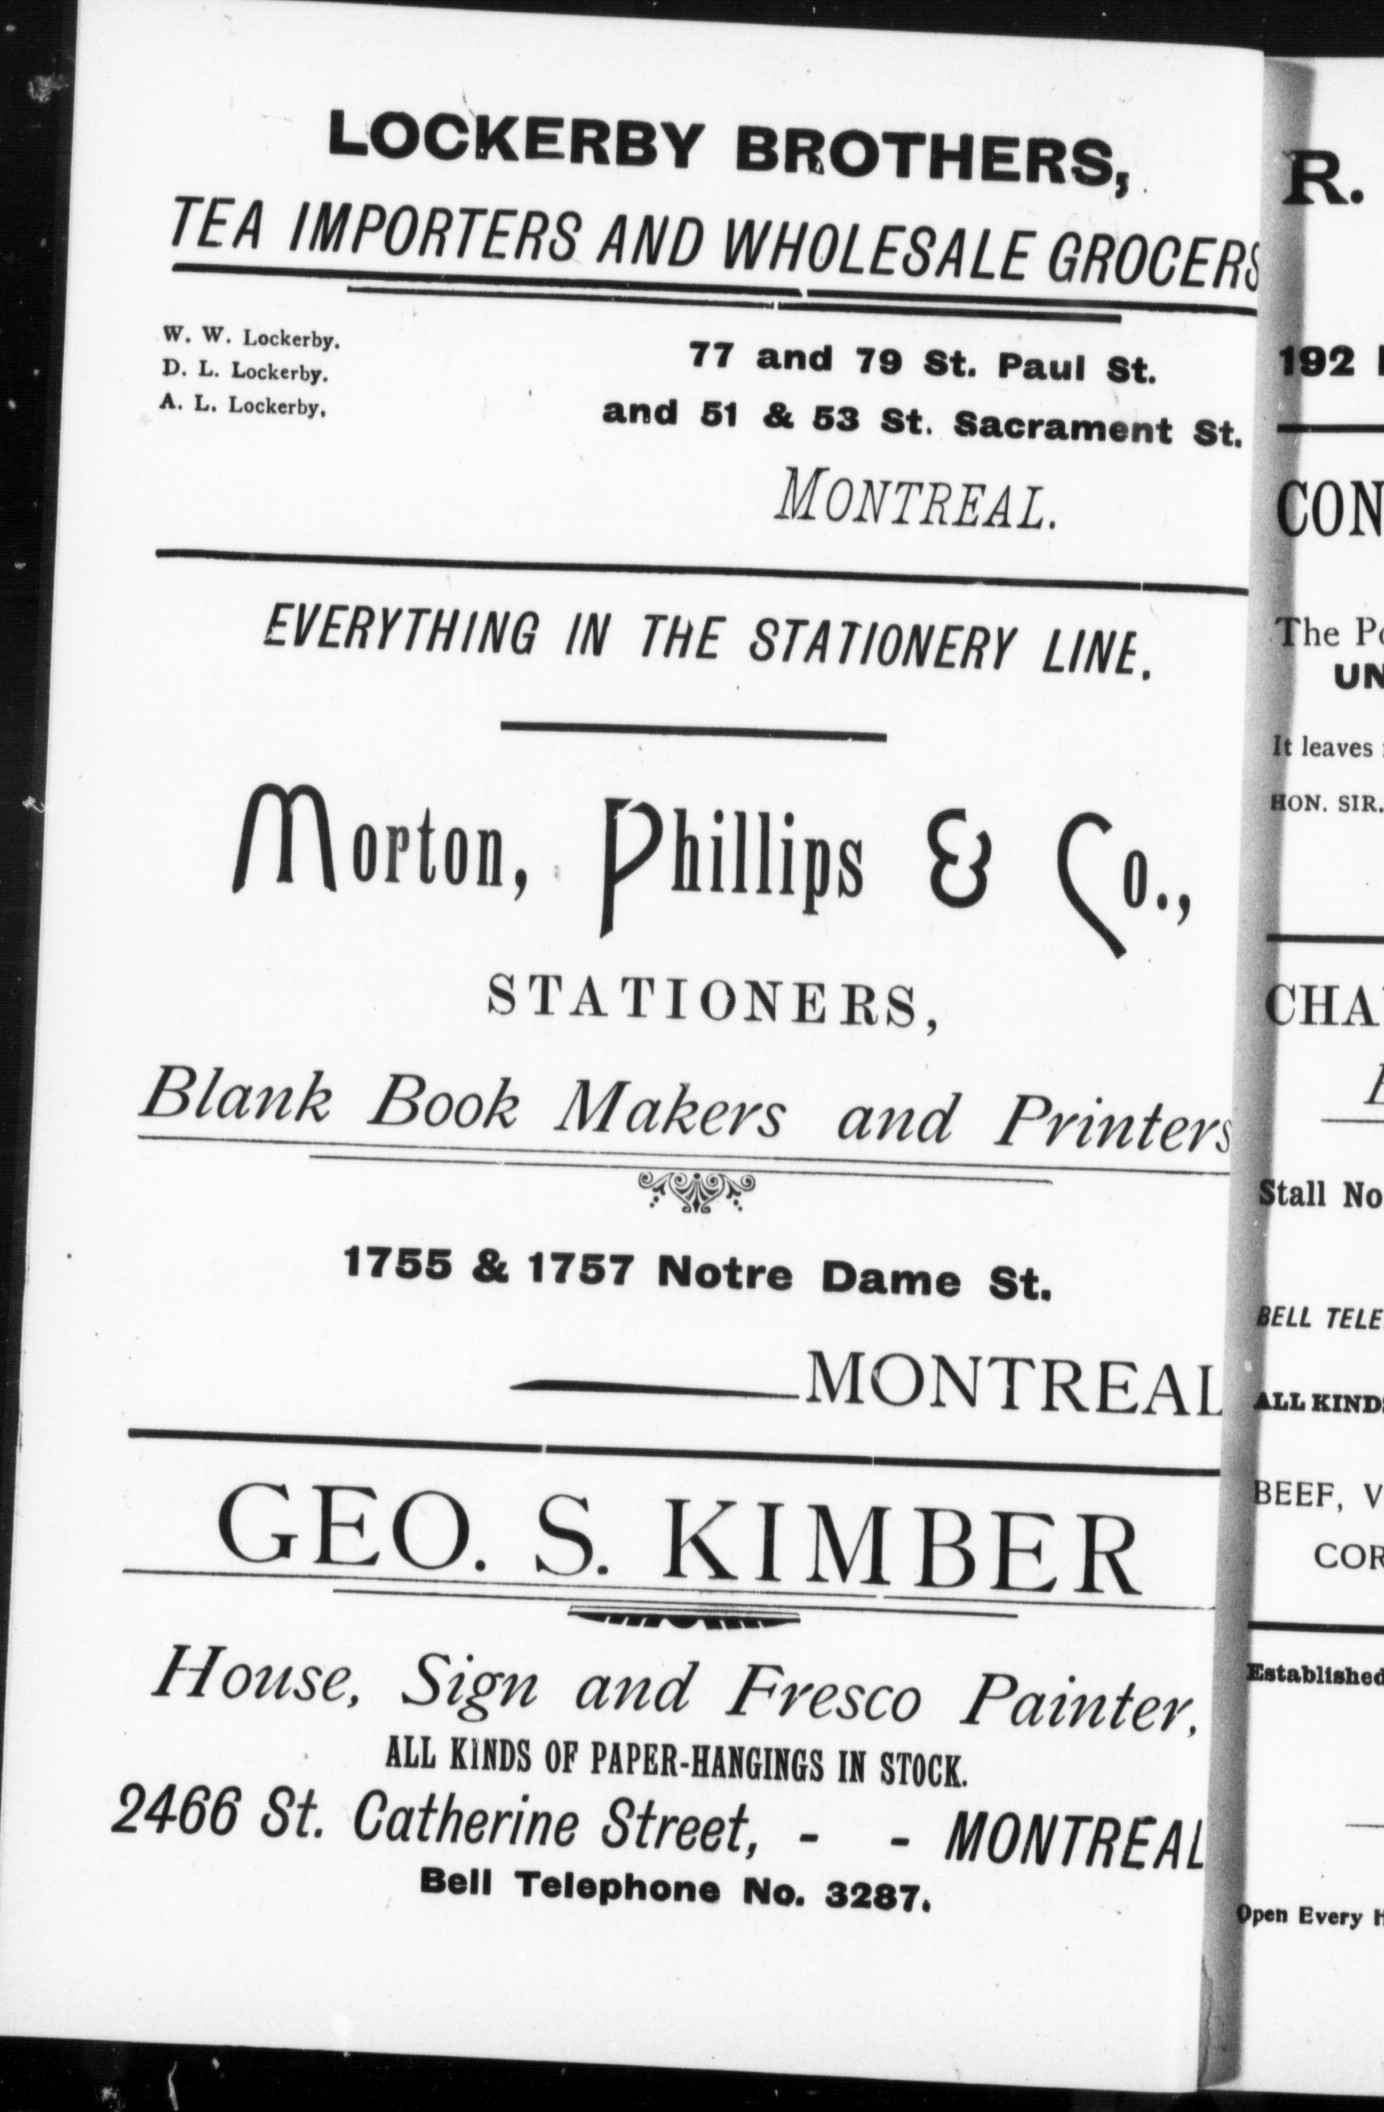 LOCKERBY BROTHERS,
TEA IMPORTERS AND WHOLESALE GROCERS
W. W. Lockerby.
D. L. Lockerby.
A. L. Lockerby.
77 and 79 St. Paul St.
and 51 & 53 St. Sacrament St.
MONTREAL.
EVERYTHING IN THE STATIONERY LINE.
Morton, Phillips & Co.,
STATIONERS,
Blank Book Makers and Printers
1755 & 1757 Notre Dame St.
MONTREAL
GEO. S. KIMBER
House, Sign and Fresco Painter,
ALL KINDS OF PAPER-HANGINGS IN STOCK.
2466 St. Catherine Street, - - MONTREAL
Bell Telephone No. 3287.
R.
192
CON
The Po
UN
It leaves
HON. SIR.
CHA
Stall No
BELL TELE
ALL KINDS
BEEF, V
COR
Established
Open Every H